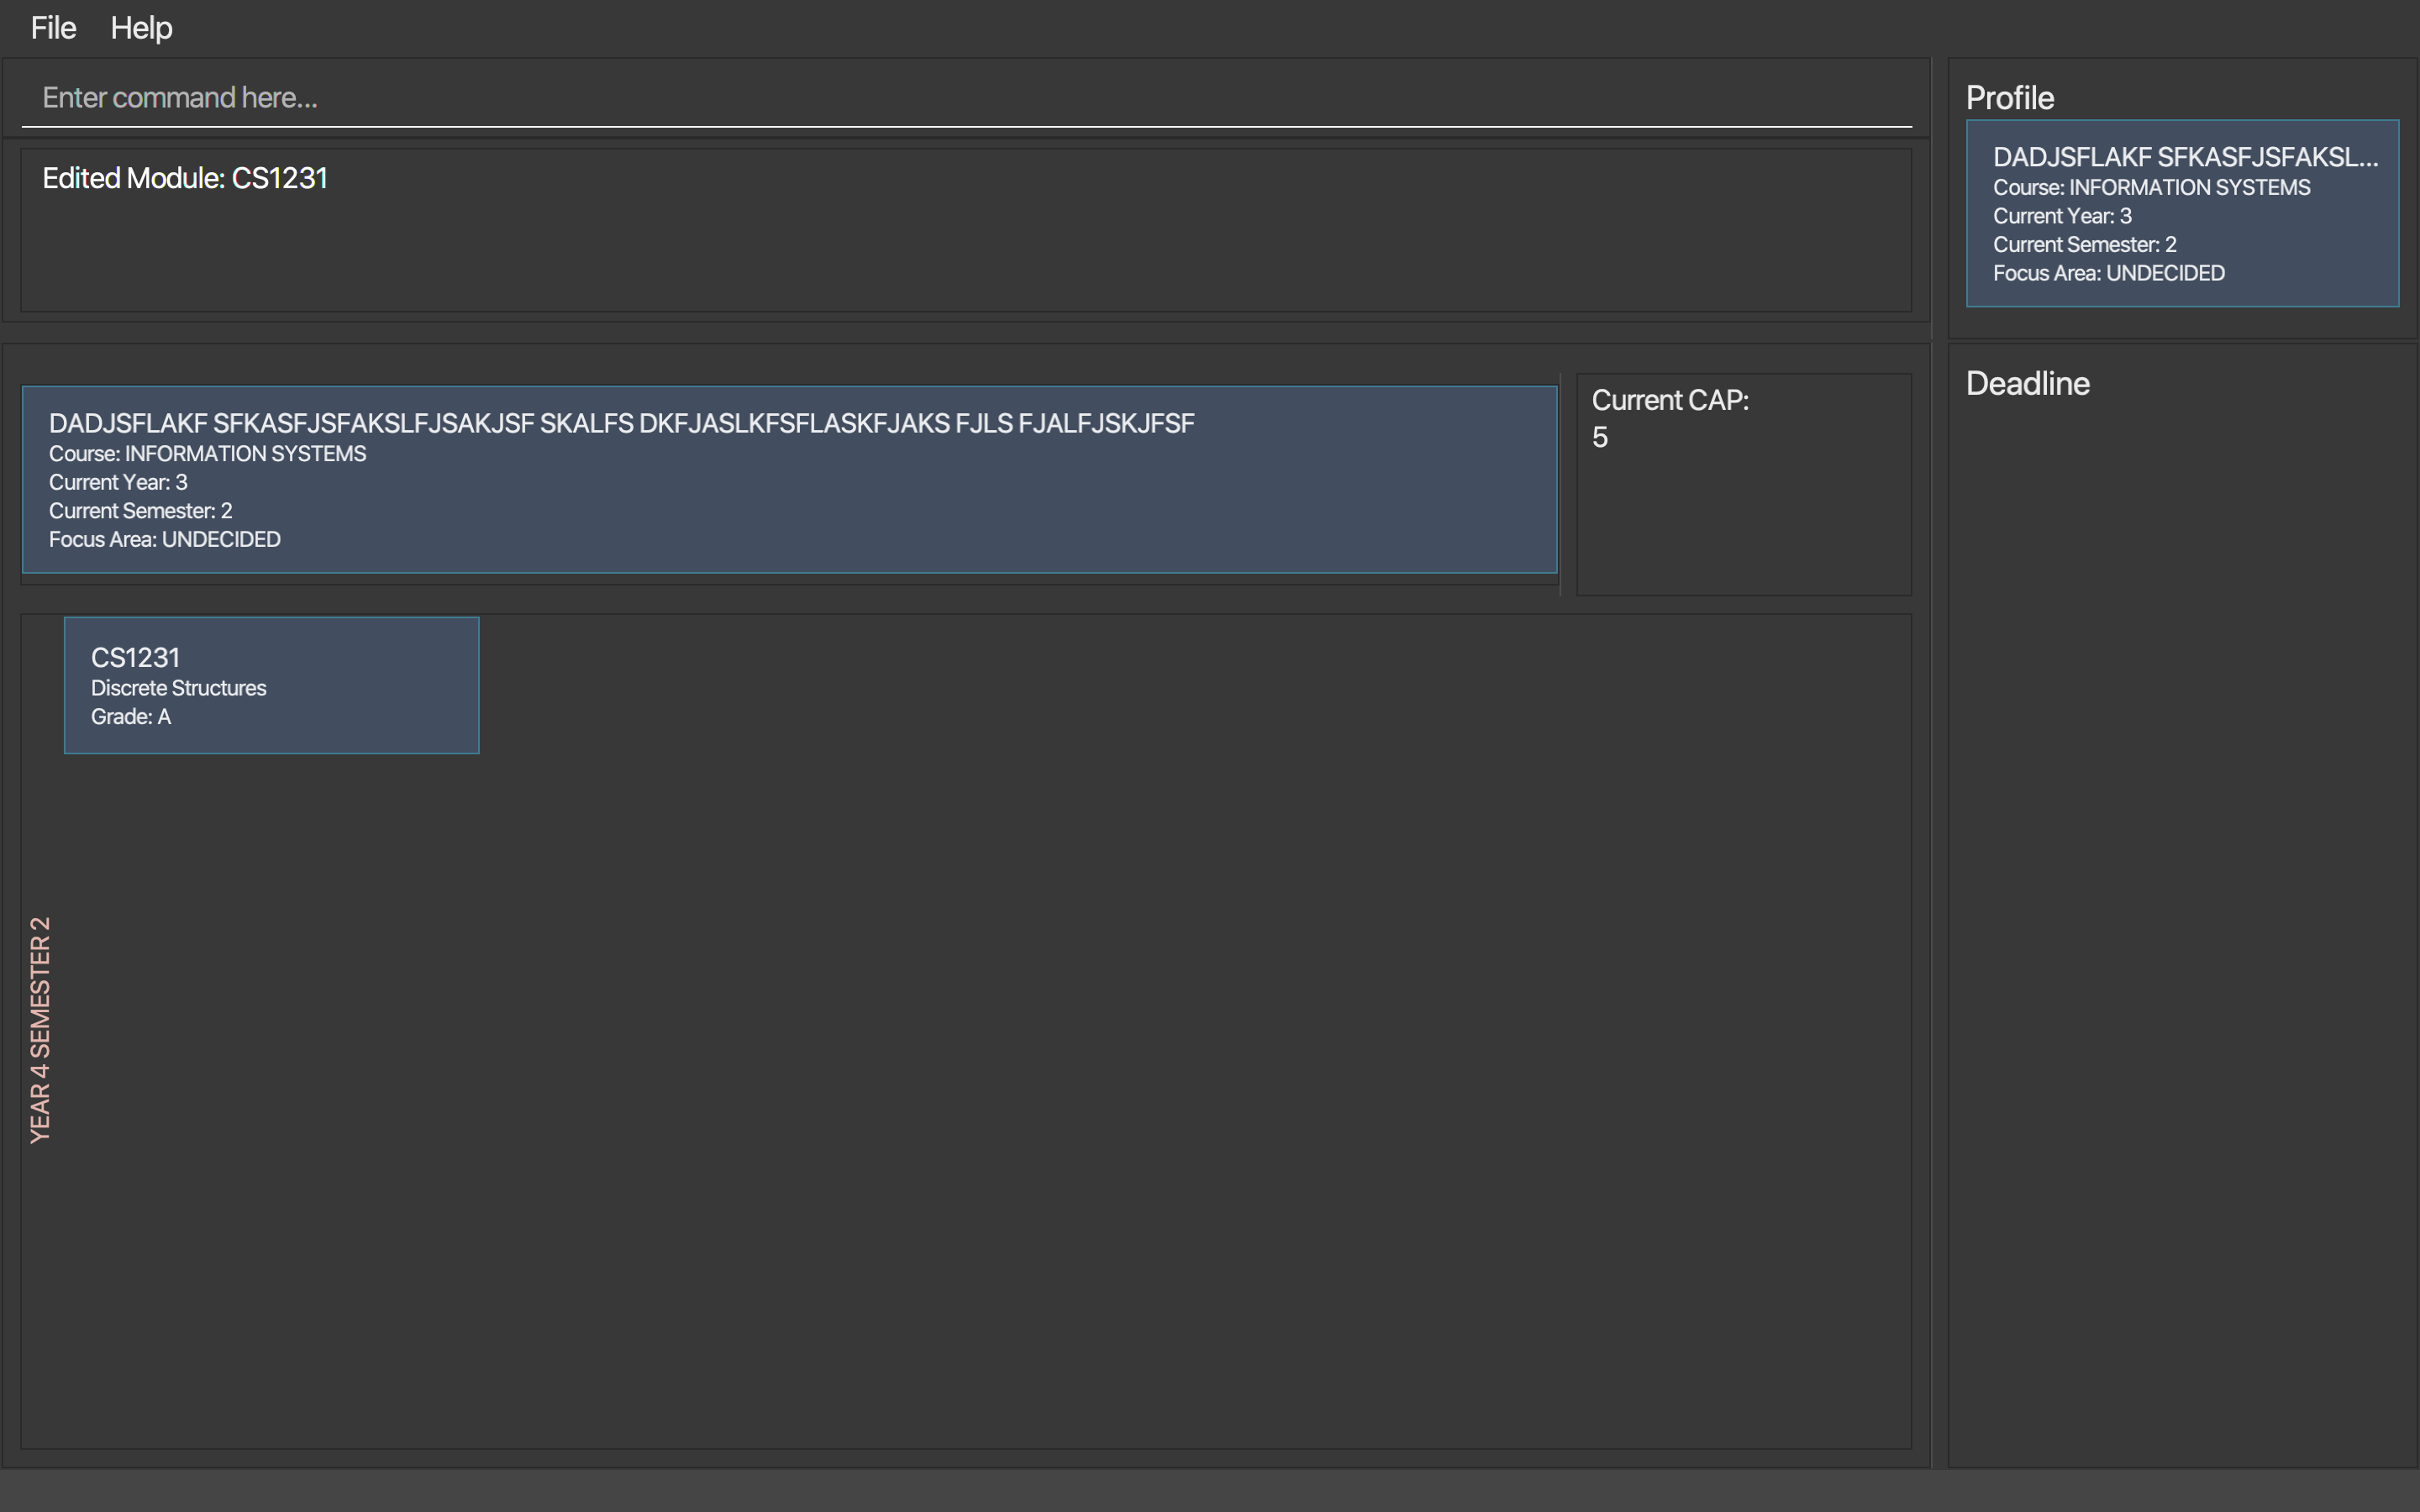 File Help
Enter command here...
Edited Module: CS1231
Profile
DADJSFLAKF SFKASFJSFAKSL...
Course: INFORMATION SYSTEMS
Current Year: 3
Current Semester: 2
Focus Area: UNDECIDED
DADJSFLAKF SFKASFJSFAKSLFJSAKJSF SKALFS DKFJASLKFSFLASKFJAKS FJLS FJALFJSKJFSF
Course: INFORMATION SYSTEMS
Current Year: 3
Current Semester: 2
Focus Area: UNDECIDED
Current CAP:
5
Deadline
CS1231
Discrete Structures
Grade: A
YEAR 4 SEMESTER 2